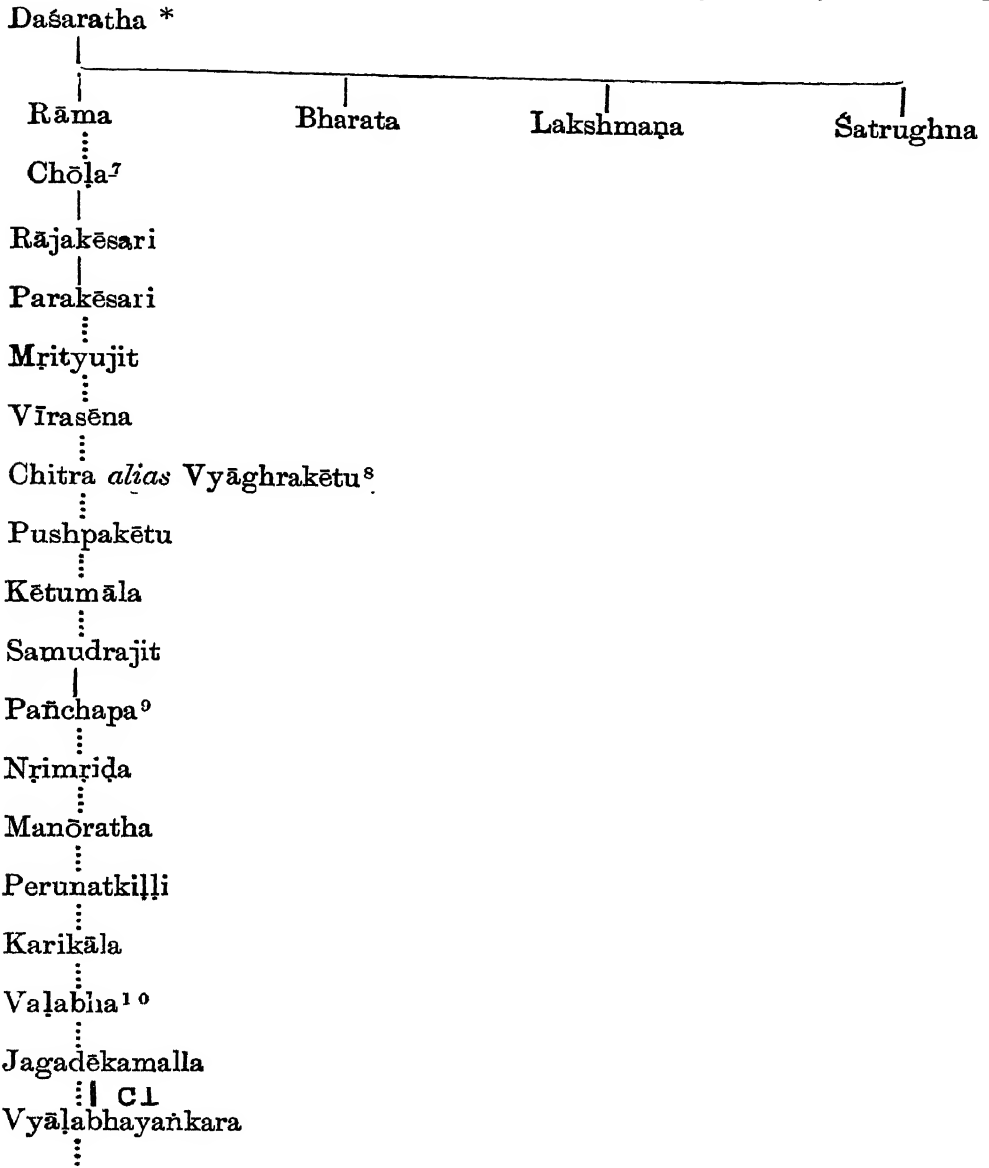 Daśaratha *
Rāma Bharata Lakshmaṇa Śatrughna
Chōḷa⁷
Rājakēsari
Parakēsari
Mṛityujit
Vīrasēna
Chitra alias Vyāghrakētu⁸
Pushpakētu
Kētumāla
Samudrajit
Pañchapa⁹
Nṛimṛiḍa
Manōratha
Perunatkiḷḷi
Karikāla
Vaḷabha¹⁰
Jagadēkamalla
Vyāḷabhayaṅkara